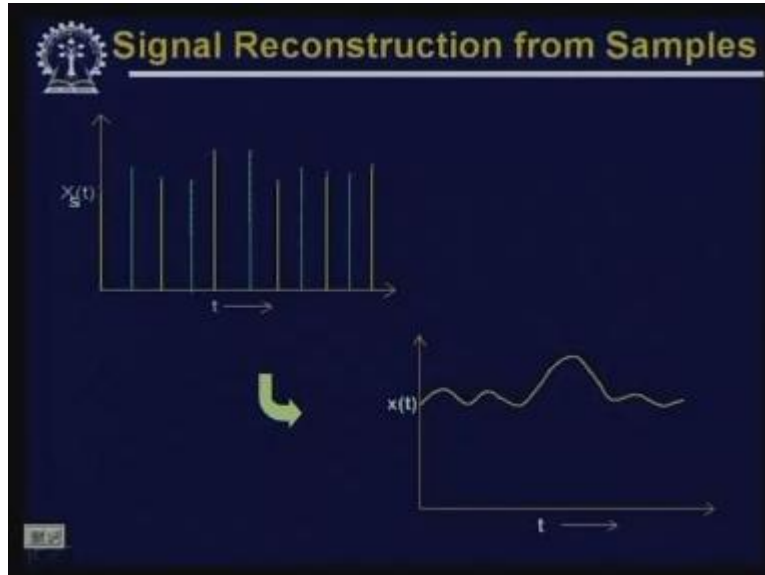 Signal Reconstruction from Samples
Xs(t)
t
x(t)
t